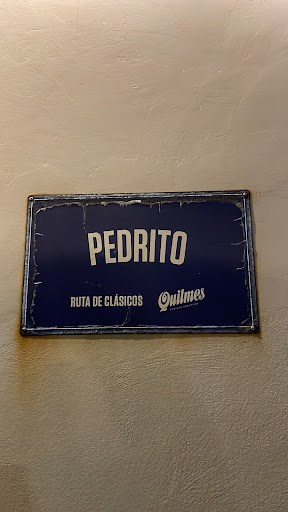 PEDRITO
RUTA DE CLÁSICOS
Quilmes